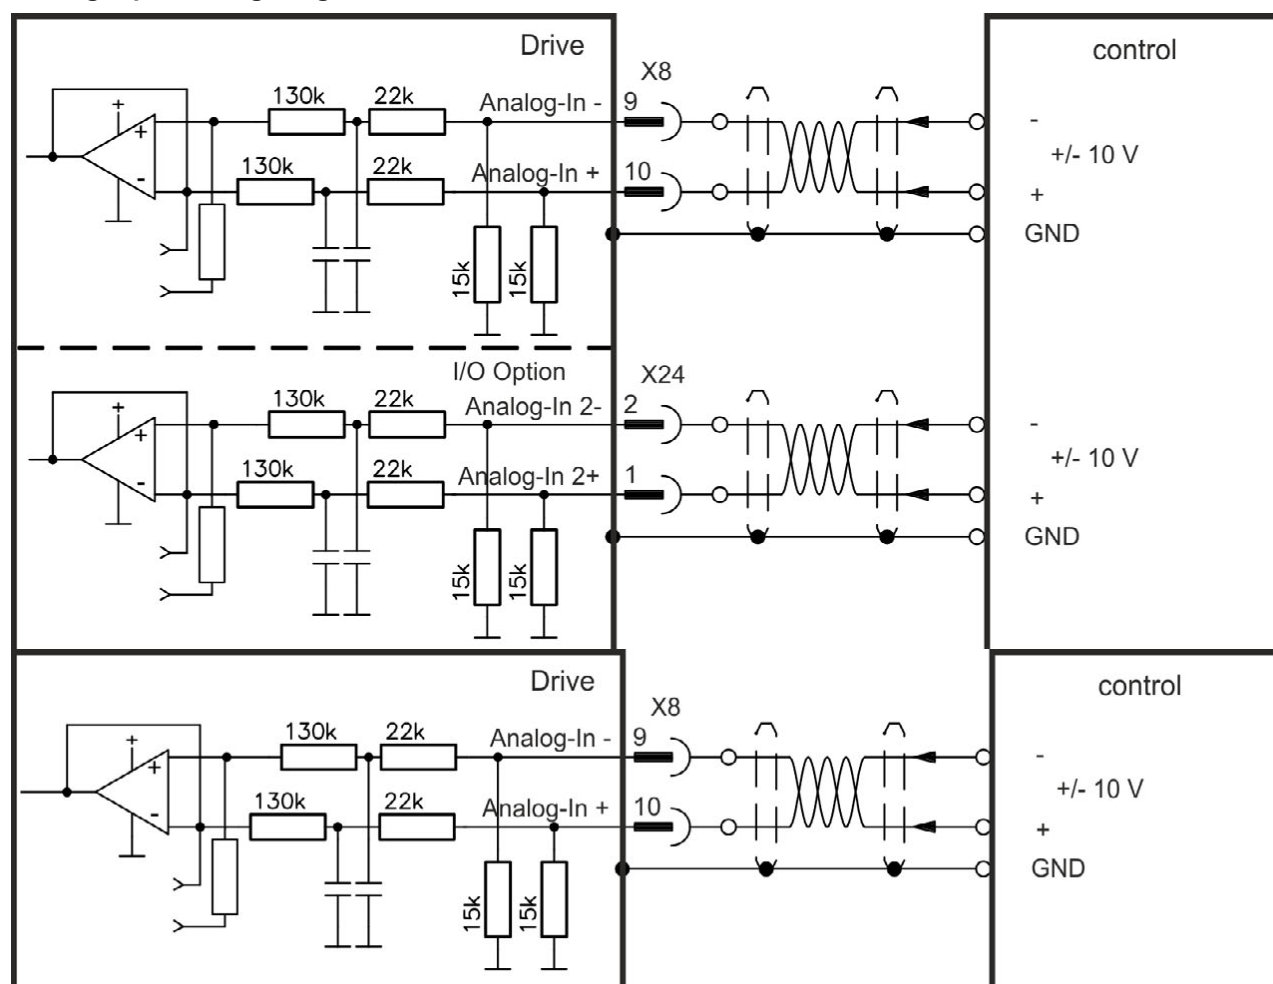 Drive
control
X8
130k
22k
Analog-In -
9
-
+
+
+/- 10 V
130k
22k
Analog-In +
10
-
+
GND
15k
15k
I/O Option
X24
130k
22k
Analog-In 2-
2
-
+
+
+/- 10 V
130k
22k
Analog-In 2+
1
-
+
GND
15k
15k
Drive
control
X8
130k
22k
Analog-In -
9
-
+
+
+/- 10 V
130k
22k
Analog-In +
10
-
+
GND
15k
15k